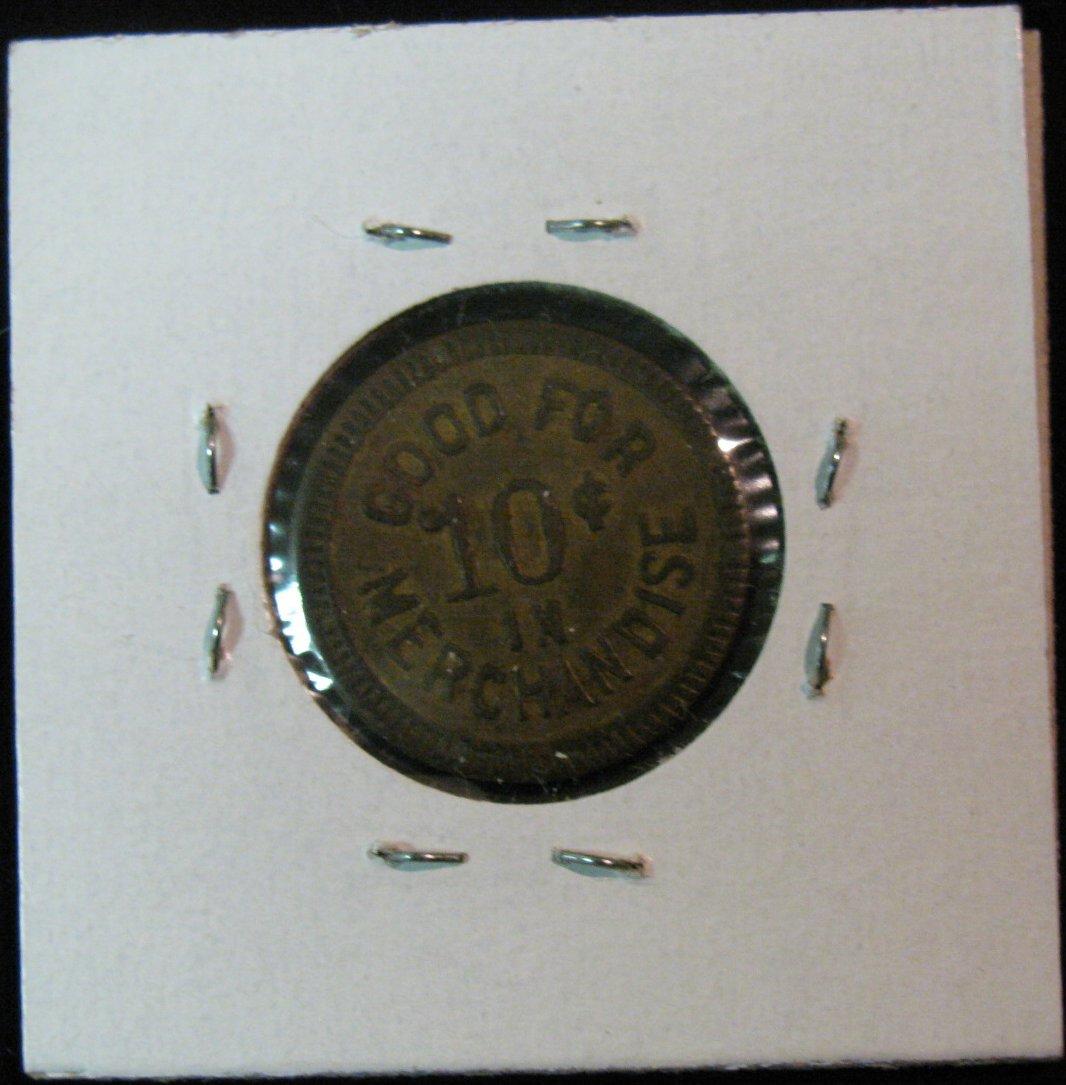 GOOD FOR
10¢
IN
MERCHANDISE